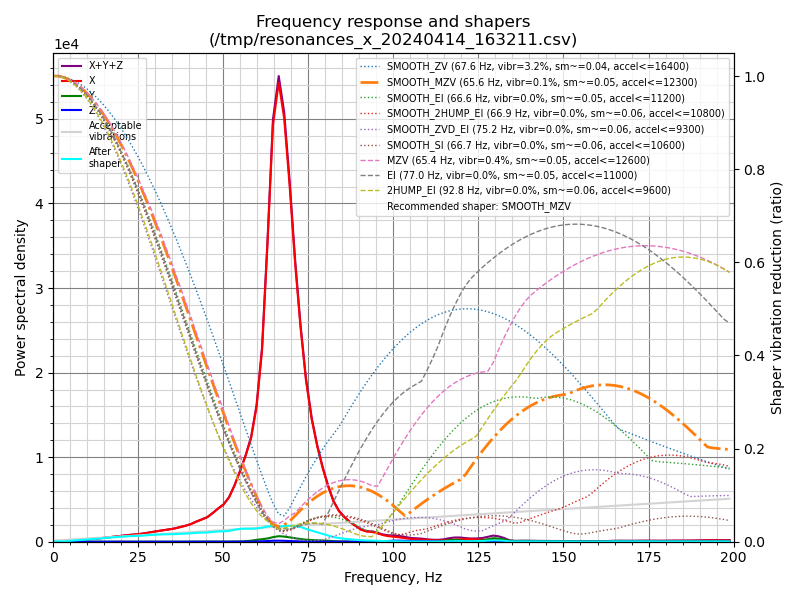 Frequency response and shapers
(/tmp/resonances_x_20240414_163211.csv)
1e4
X+Y+Z
X
Y
Z
Acceptable
vibrations
After
shaper
SMOOTH_ZV (67.6 Hz, vibr=3.2%, sm~=0.04, accel<=16400)
SMOOTH_MZV (65.6 Hz, vibr=0.1%, sm~=0.05, accel<=12300)
SMOOTH_EI (66.6 Hz, vibr=0.0%, sm~=0.05, accel<=11200)
SMOOTH_2HUMP_EI (66.9 Hz, vibr=0.0%, sm~=0.06, accel<=10800)
SMOOTH_ZVD_EI (75.2 Hz, vibr=0.0%, sm~=0.06, accel<=9300)
SMOOTH_SI (66.7 Hz, vibr=0.0%, sm~=0.06, accel<=10600)
MZV (65.4 Hz, vibr=0.4%, sm~=0.05, accel<=12600)
EI (77.0 Hz, vibr=0.0%, sm~=0.05, accel<=11000)
2HUMP_EI (92.8 Hz, vibr=0.0%, sm~=0.06, accel<=9600)
Recommended shaper: SMOOTH_MZV
Power spectral density
5
4
3
2
1
0
1.0
0.8
0.6
0.4
0.2
0.0
Shaper vibration reduction (ratio)
0 25 50 75 100 125 150 175 200
Frequency, Hz